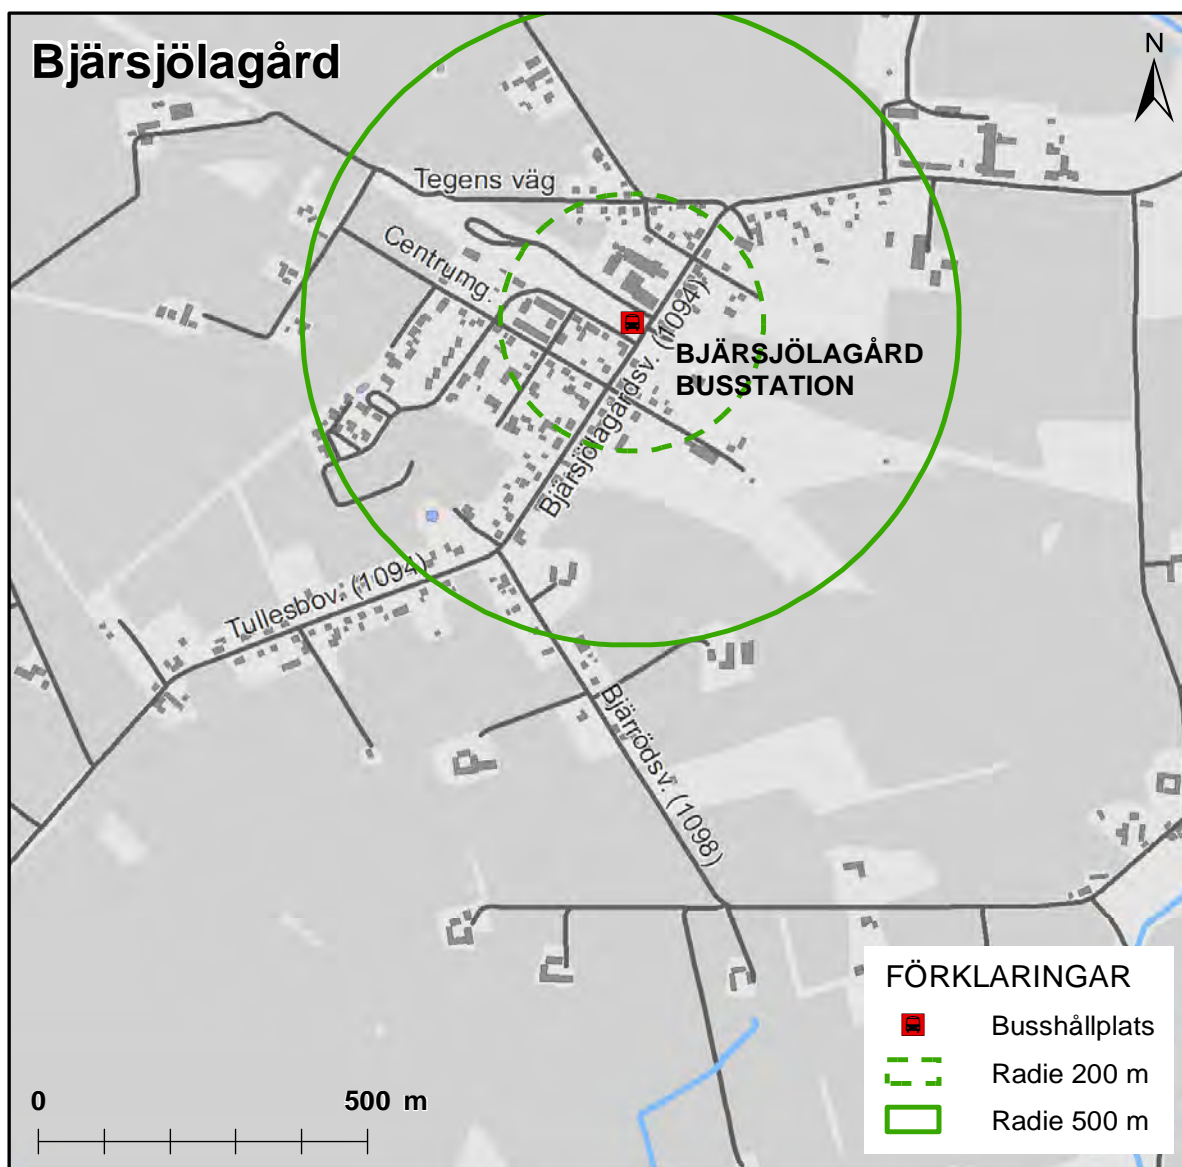 Bjärsjölagård
N
Tegens väg
Centrumg.
Bjärsjölagårdsv. (1094)
BJÄRSJÖLAGÅRD
BUSSTATION
Tullesbov. (1094)
Bjärrödsv. (1098)
FÖRKLARINGAR
Busshållplats
Radie 200 m
Radie 500 m
0 500 m